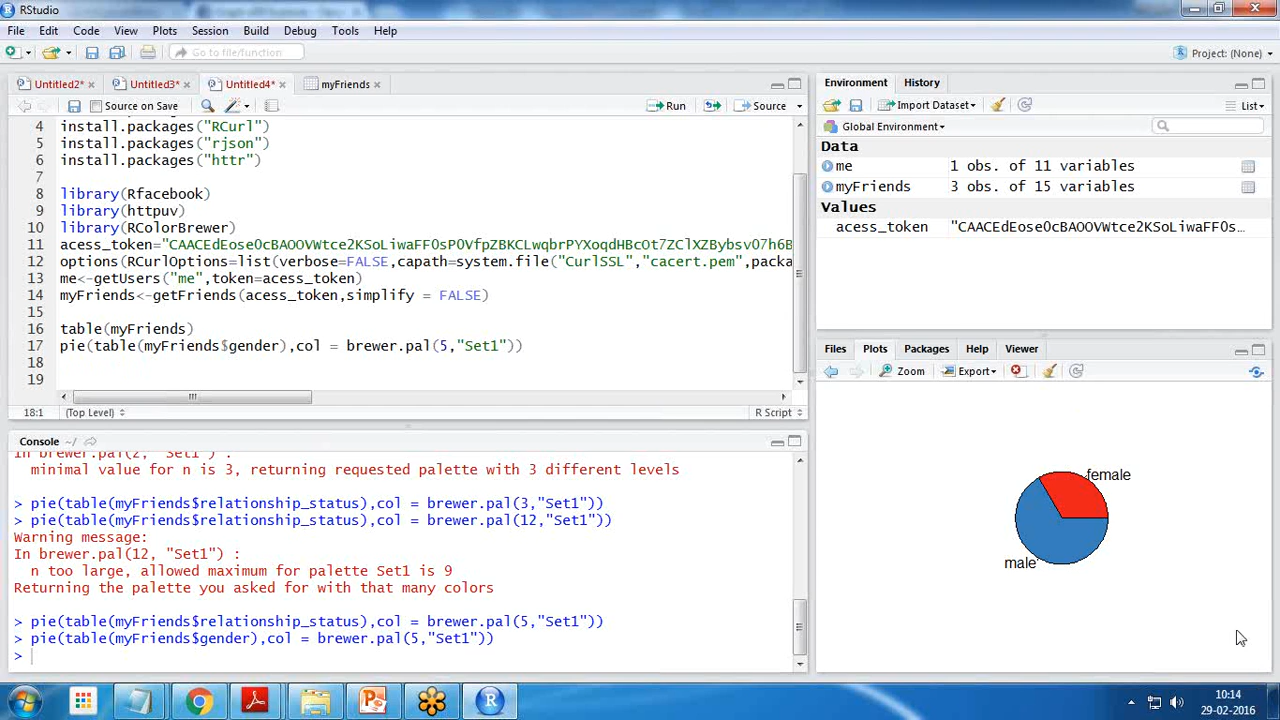 RStudio
File Edit Code View Plots Session Build Debug Tools Help
Go to file/function
Project: (None)
Untitled2* Untitled3* Untitled4* myFriends
Source on Save Run Source
4 install.packages("RCurl")
5 install.packages("rjson")
6 install.packages("httr")
7
8 library(Rfacebook)
9 library(httpuv)
10 library(RColorBrewer)
11 acess_token="CAACEdEose0cBAOOVWtce2KSoLiwaFF0sP0VfpZBKCLwqbrPYXoqdHBcOt7ZClXZBybsv07h6B
12 options(RCurlOptions=list(verbose=FALSE,capath=system.file("CurlSSL","cacert.pem",packa
13 me<-getUsers("me",token=acess_token)
14 myFriends<-getFriends(acess_token,simplify = FALSE)
15
16 table(myFriends)
17 pie(table(myFriends$gender),col = brewer.pal(5,"Set1"))
18
19
18:1 (Top Level) R Script
Console ~/
In brewer.pal(2, "Set1") :
minimal value for n is 3, returning requested palette with 3 different levels
> pie(table(myFriends$relationship_status),col = brewer.pal(3,"Set1"))
> pie(table(myFriends$relationship_status),col = brewer.pal(12,"Set1"))
Warning message:
In brewer.pal(12, "Set1") :
n too large, allowed maximum for palette Set1 is 9
Returning the palette you asked for with that many colors
> pie(table(myFriends$relationship_status),col = brewer.pal(5,"Set1"))
> pie(table(myFriends$gender),col = brewer.pal(5,"Set1"))
>
Environment History
Import Dataset List
Global Environment
Data
me 1 obs. of 11 variables
myFriends 3 obs. of 15 variables
Values
acess_token "CAACEdEose0cBAOOVWtce2KSoLiwaFF0s…
Files Plots Packages Help Viewer
Zoom Export
female
male
10:14
29-02-2016